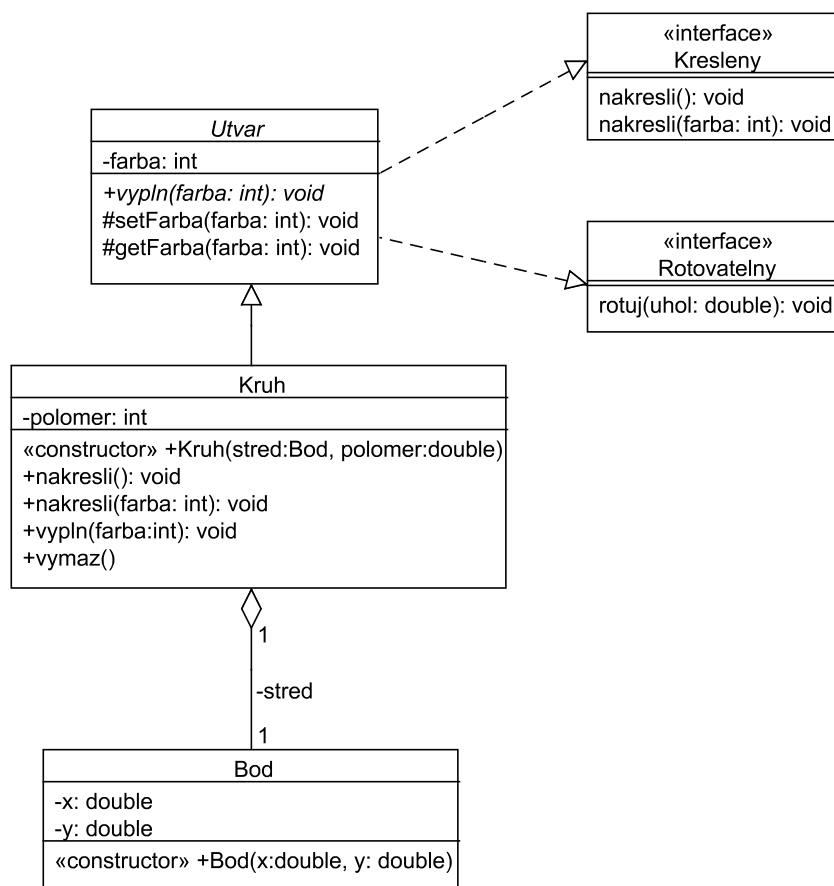 «interface»
Kresleny
nakresli(): void
nakresli(farba: int): void
Utvar
-farba: int
+vypln(farba: int): void
#setFarba(farba: int): void
#getFarba(farba: int): void
«interface»
Rotovatelny
rotuj(uhol: double): void
Kruh
-polomer: int
«constructor» +Kruh(stred:Bod, polomer:double)
+nakresli(): void
+nakresli(farba: int): void
+vypln(farba:int): void
+vymaz()
1
-stred
1
Bod
-x: double
-y: double
«constructor» +Bod(x:double, y: double)